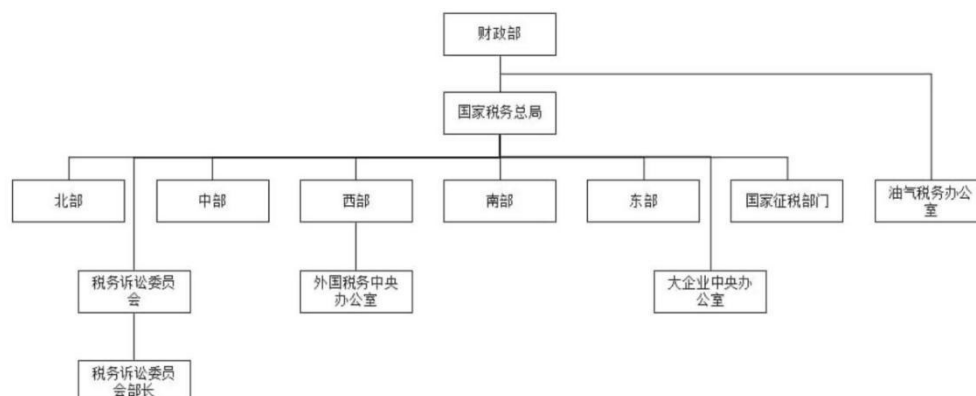 财政部
国家税务总局
北部
中部
西部
南部
东部
国家征税部门
油气税务办公
室
税务诉讼委员
会
外国税务中央
办公室
大企业中央办
公室
税务诉讼委员
会部长